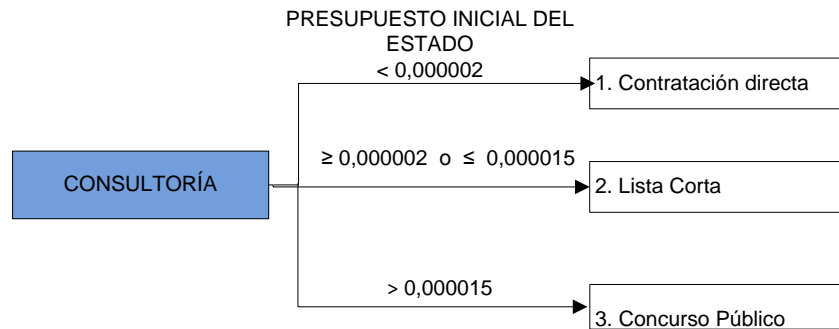 PRESUPUESTO INICIAL DEL
ESTADO
< 0,000002
1. Contratación directa
≥ 0,000002 o ≤ 0,000015
CONSULTORÍA
2. Lista Corta
> 0,000015
3. Concurso Público